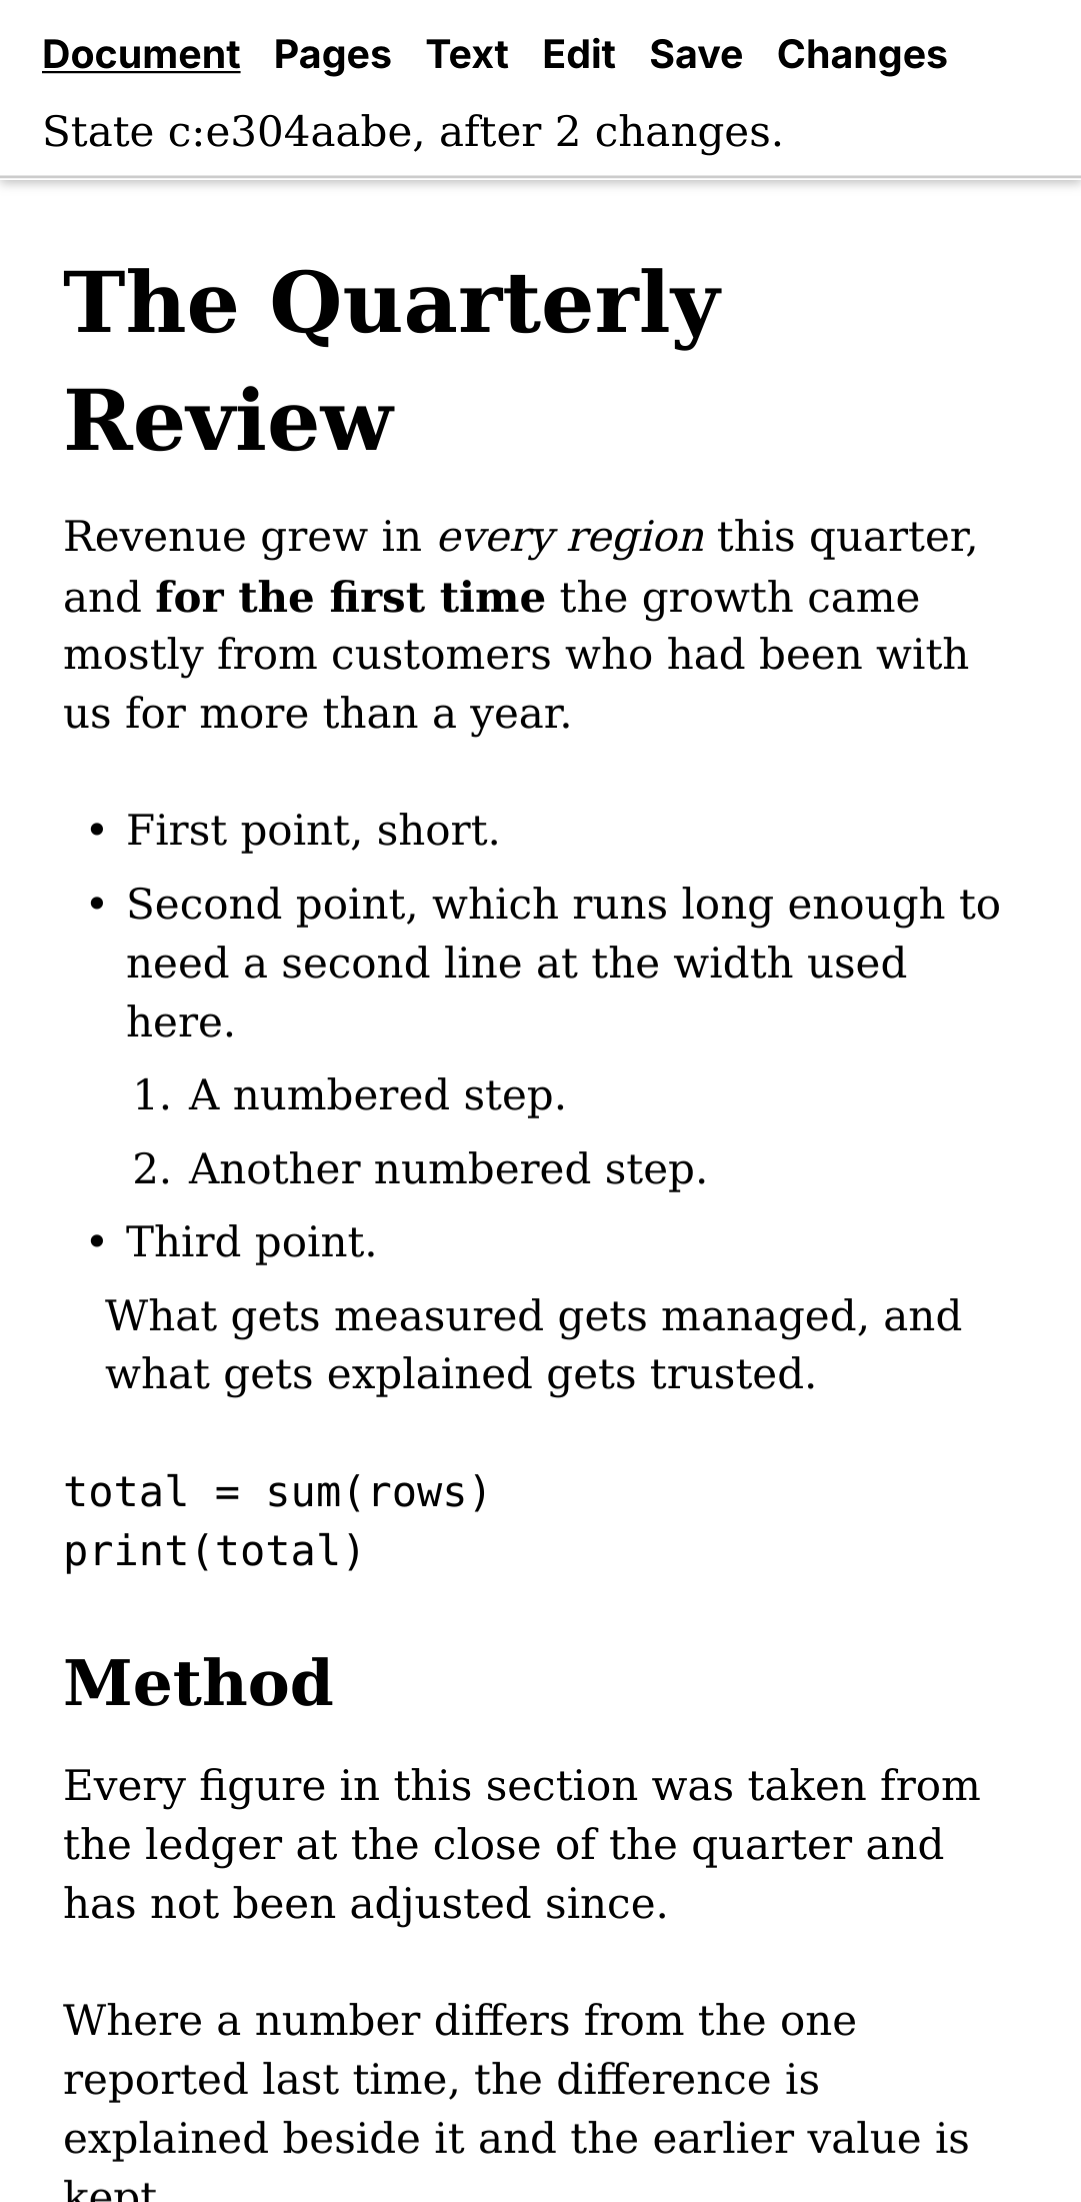 Document Pages Text Edit Save Changes
State c:e304aabe, after 2 changes.
The Quarterly
Review
Revenue grew in every region this quarter,
and for the first time the growth came
mostly from customers who had been with
us for more than a year.
• First point, short.
• Second point, which runs long enough to
need a second line at the width used
here.
1. A numbered step.
2. Another numbered step.
• Third point.
What gets measured gets managed, and
what gets explained gets trusted.
total = sum(rows)
print(total)
Method
Every figure in this section was taken from
the ledger at the close of the quarter and
has not been adjusted since.
Where a number differs from the one
reported last time, the difference is
explained beside it and the earlier value is
kept